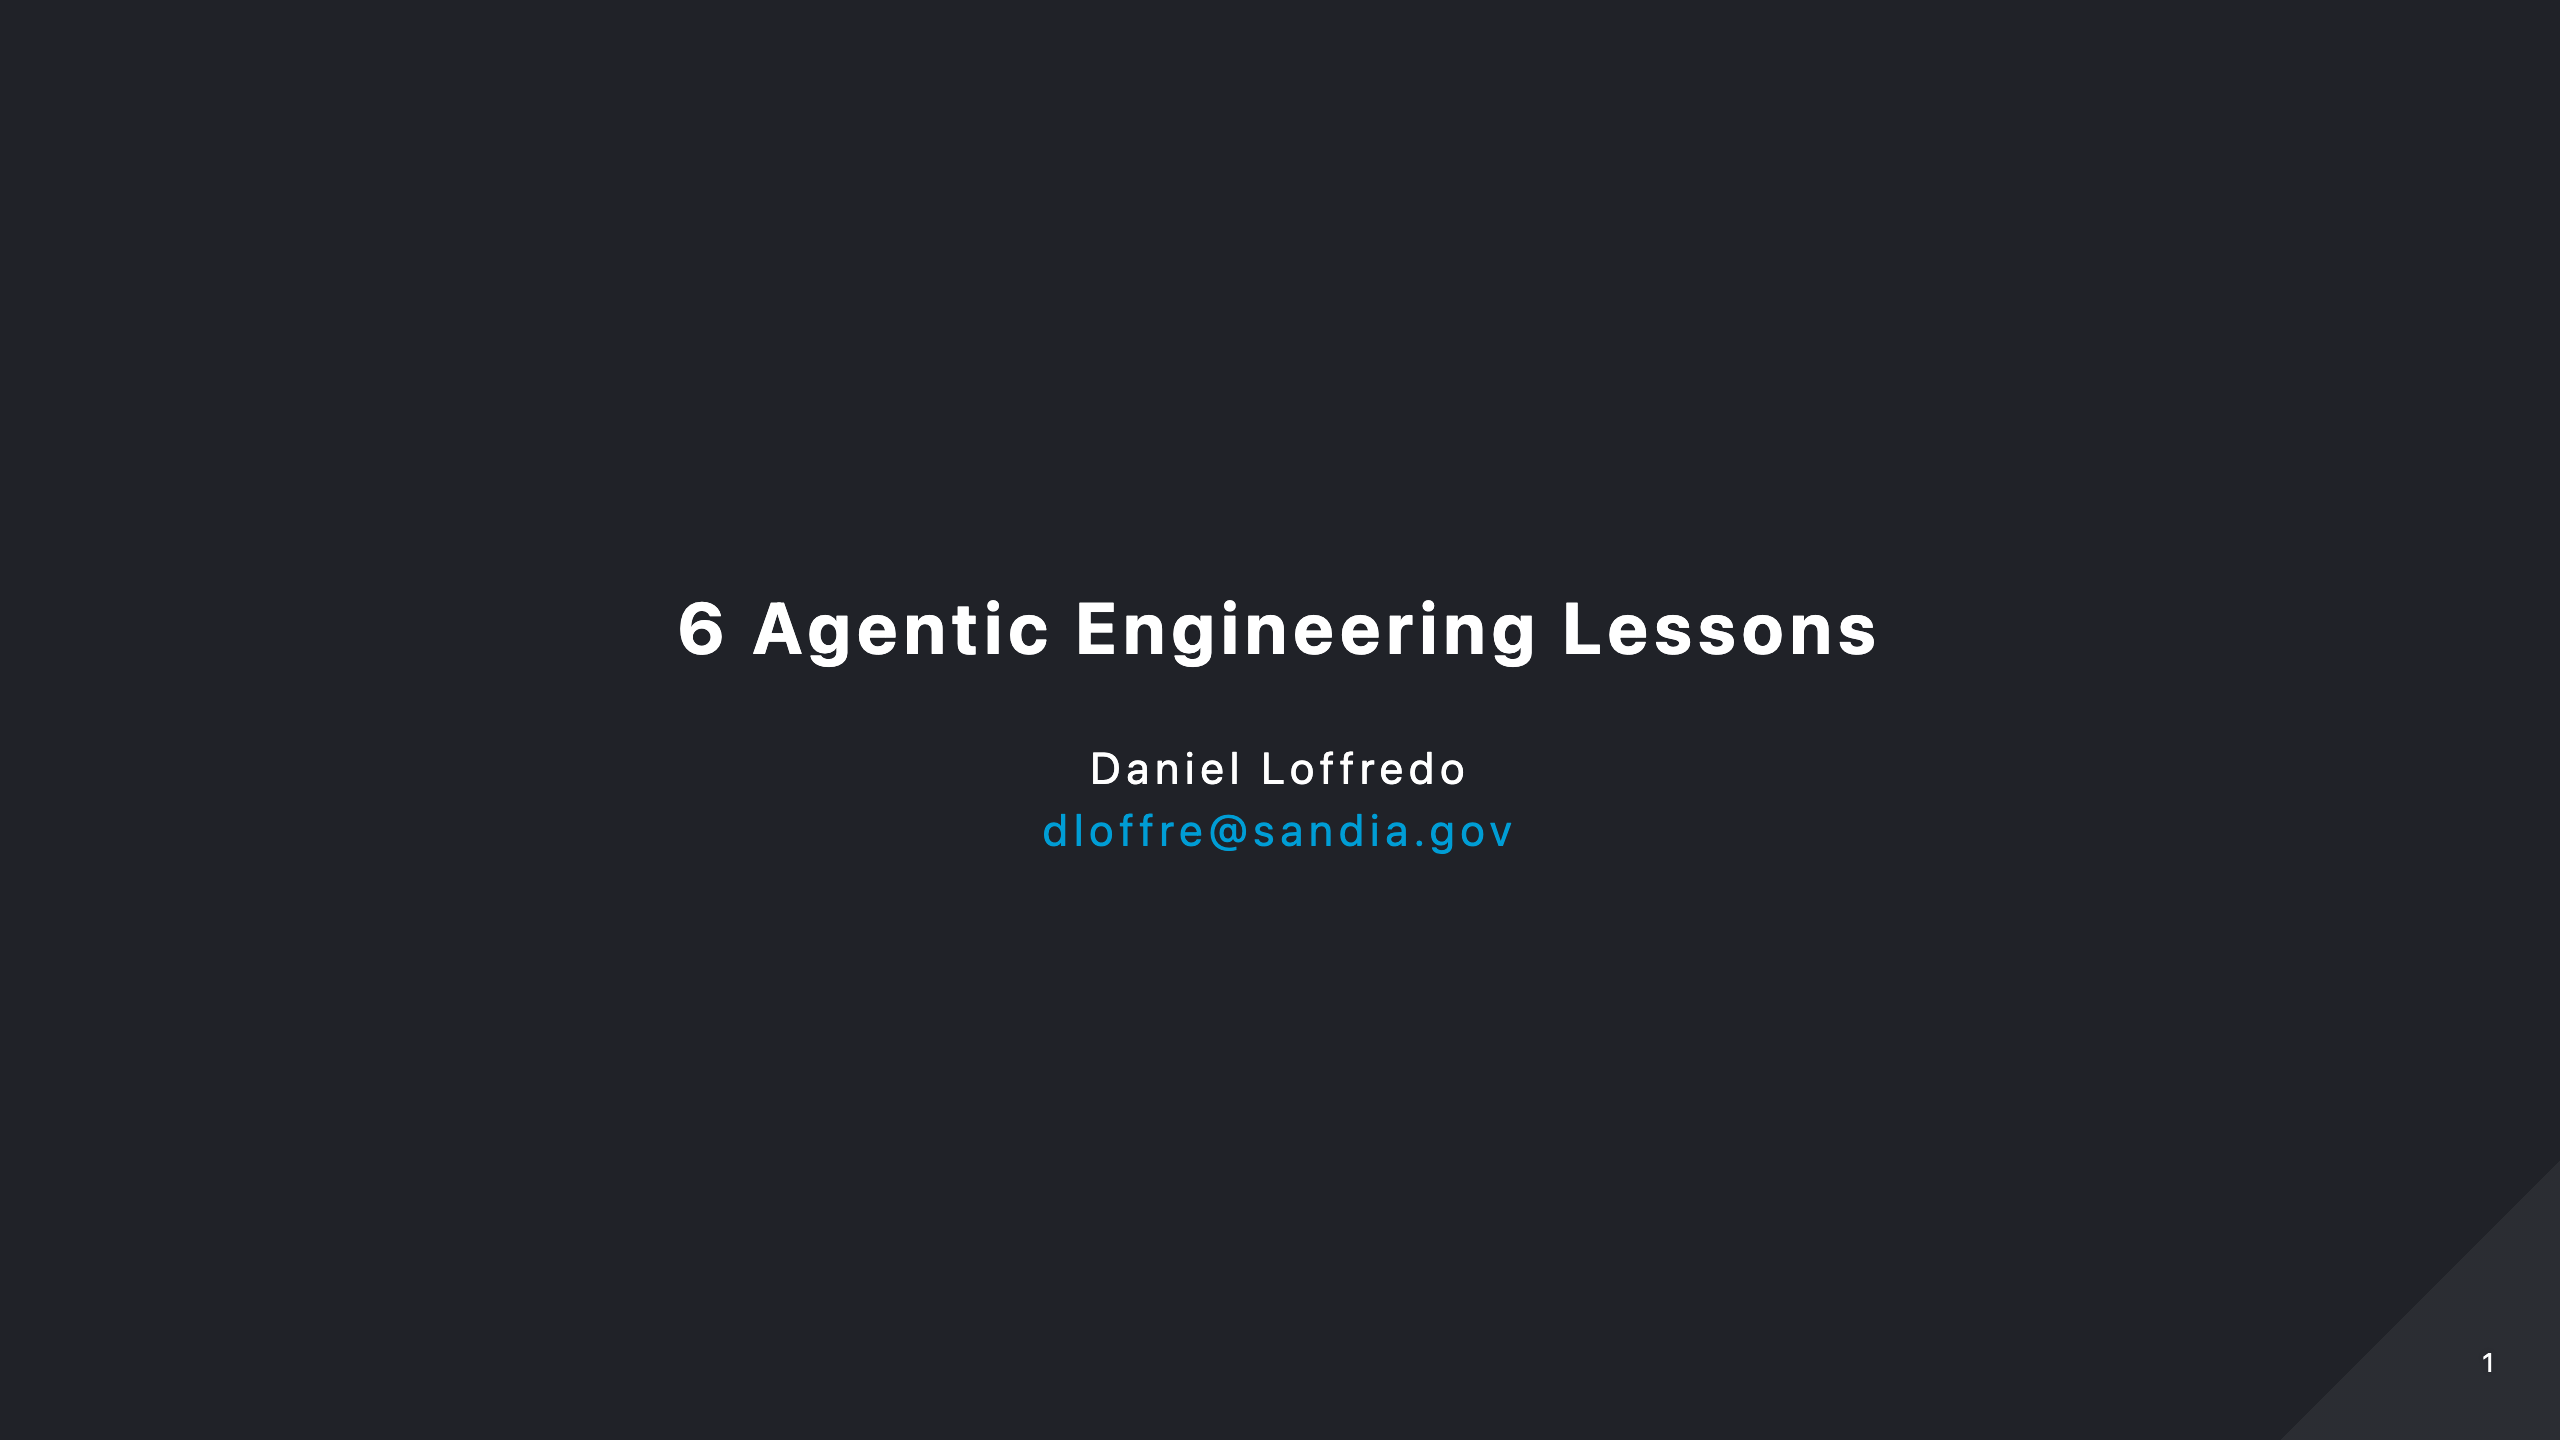 6 Agentic Engineering Lessons
Daniel Loffredo
dloffre@sandia.gov
1